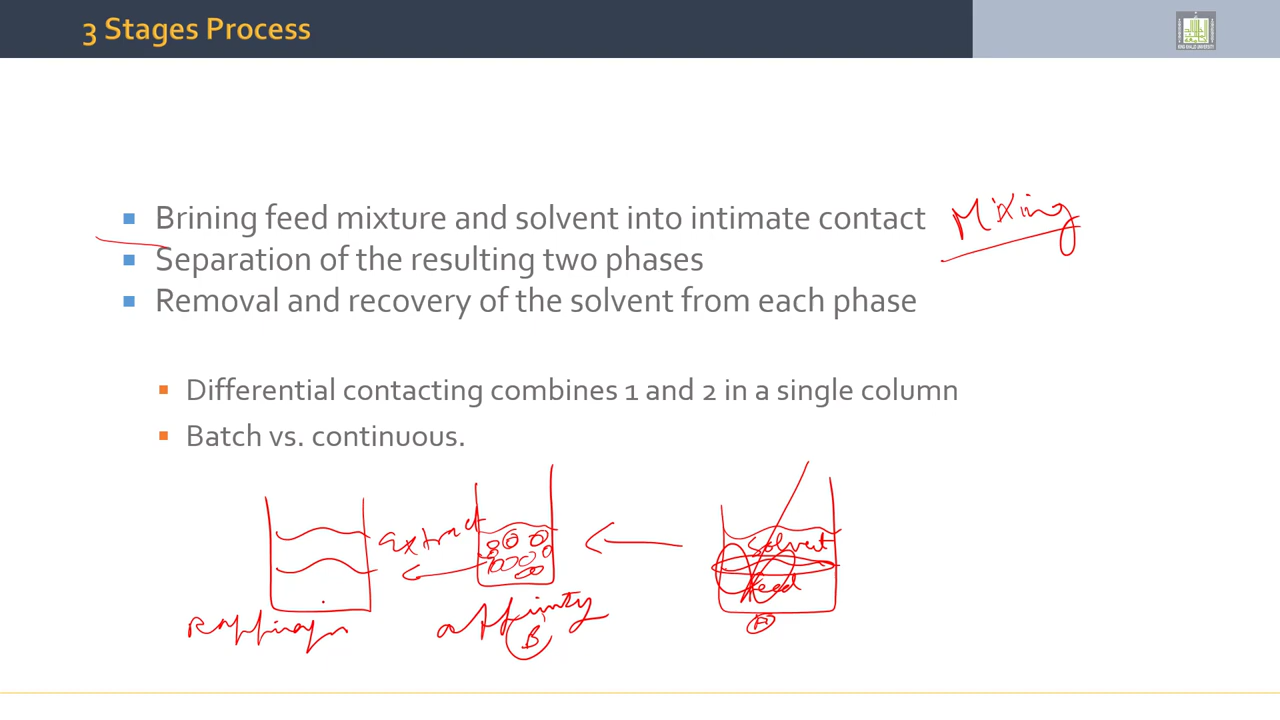 3 Stages Process
Brining feed mixture and solvent into intimate contact
Mixing
Separation of the resulting two phases
Removal and recovery of the solvent from each phase
Differential contacting combines 1 and 2 in a single column
Batch vs. continuous.
Extract
Solvent
feed
affinity
B
A